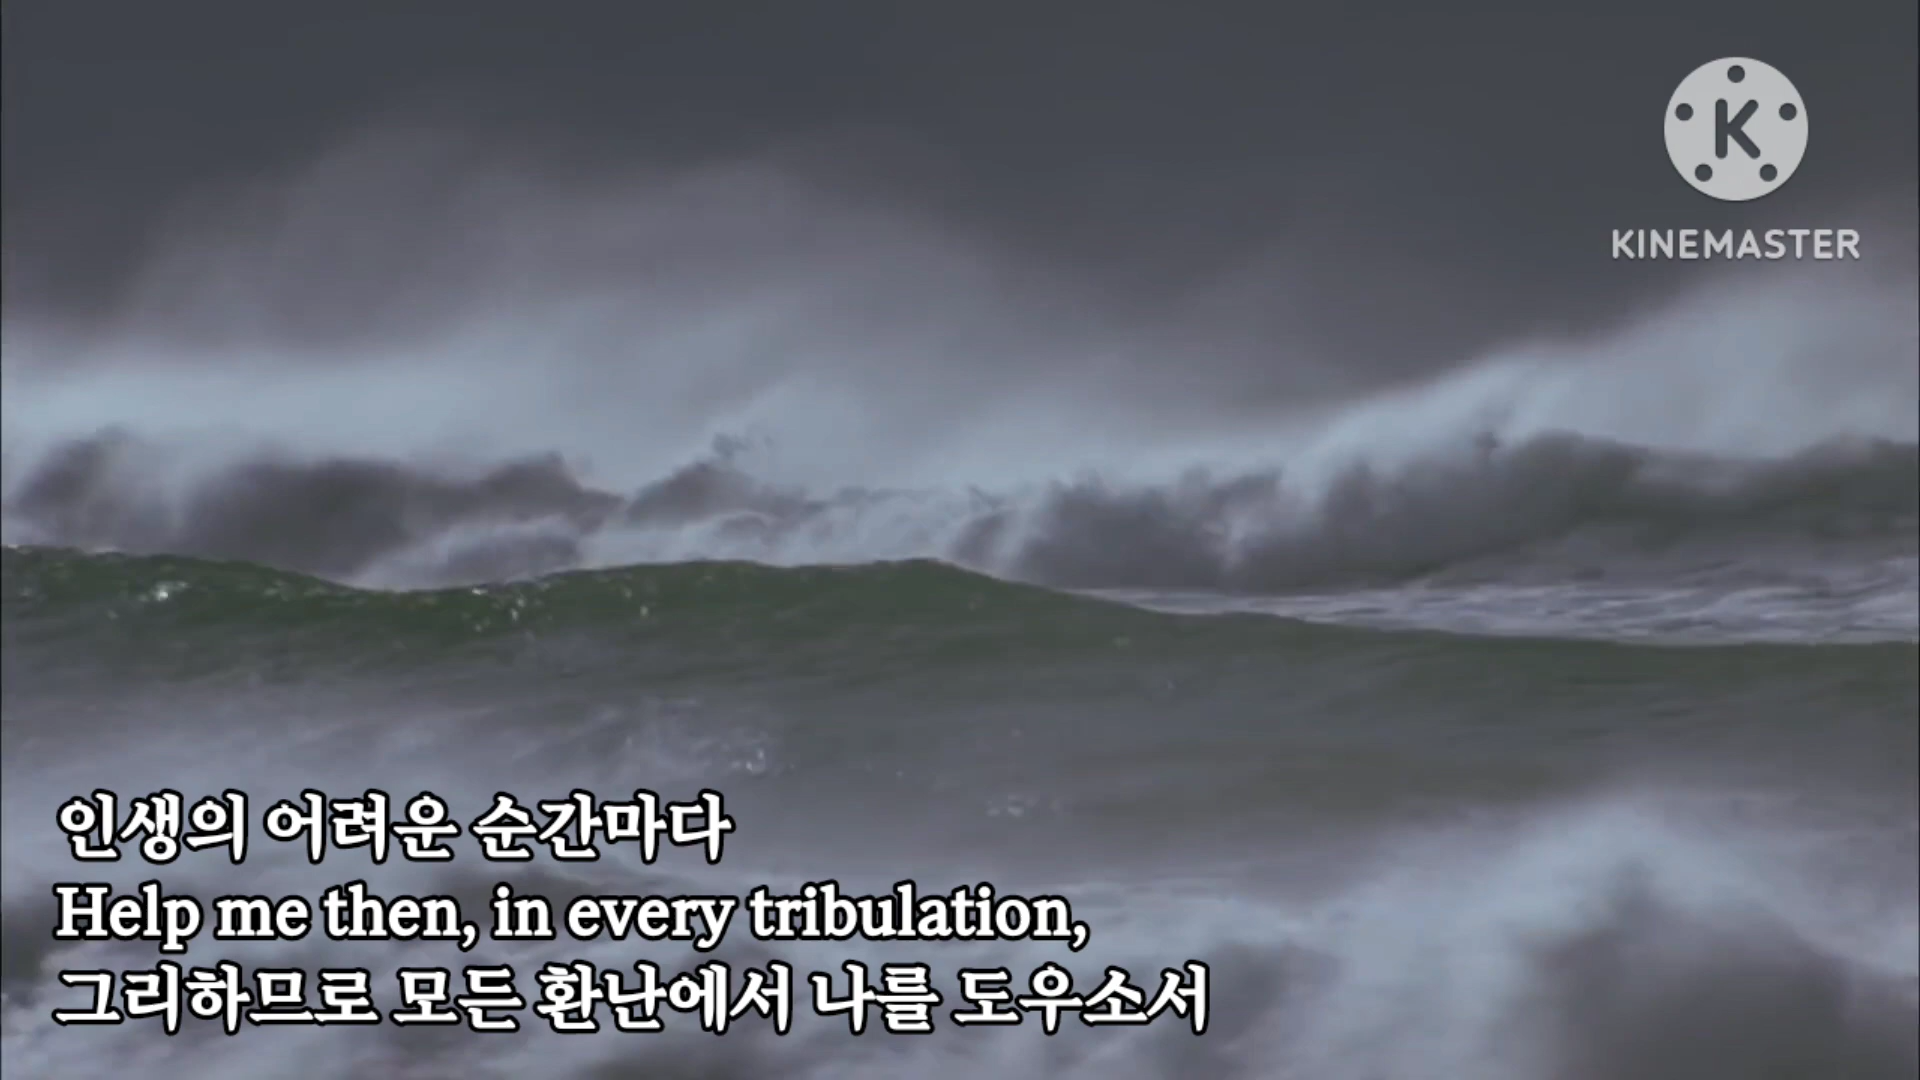 KINEMASTER
인생의 어려운 순간마다
Help me then, in every tribulation,
그리하므로 모든 환난에서 나를 도우소서